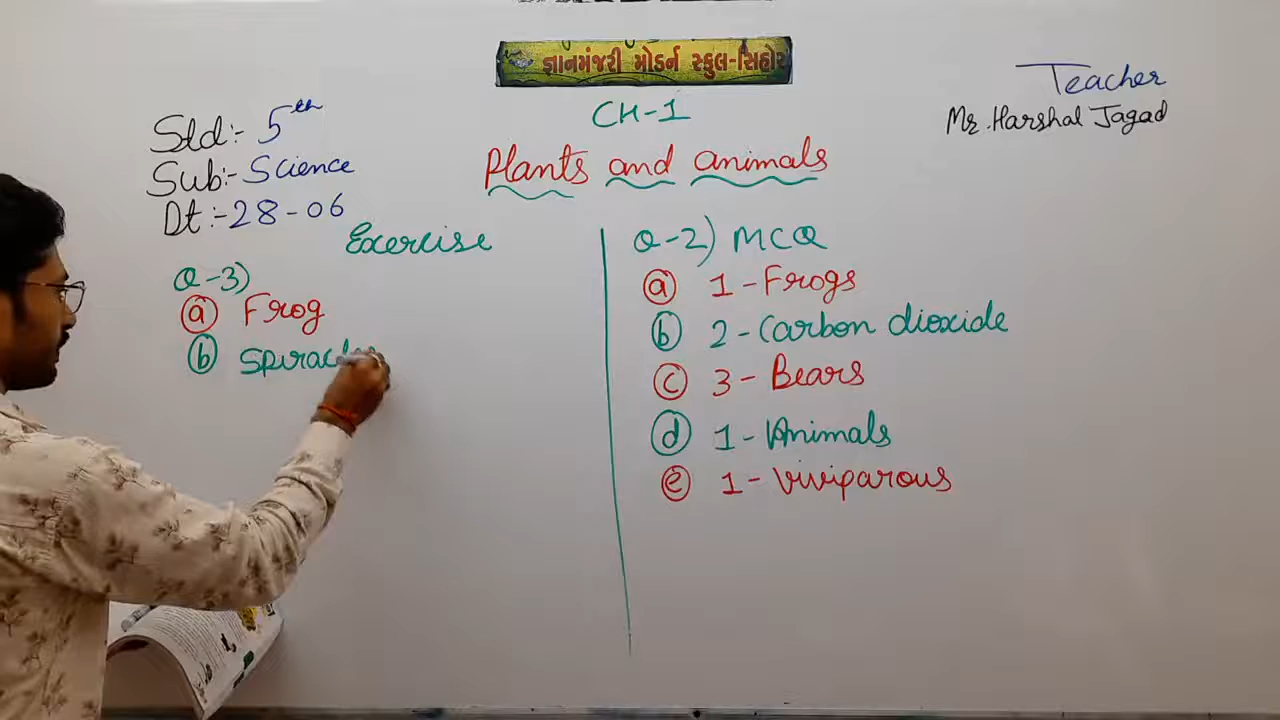 જ્ઞાનમંજરી મોડર્ન સ્કુલ-સિહોર
Teacher
Mr. Harshal Jagad
CH-1
Std:- 5th
Sub:- Science
Dt:- 28-06
Plants and animals
Exercise
Q-3)
a Frog
b
Q-2) MCQ
a 1 - Frogs
b 2 - Carbon dioxide
c 3 - Bears
d 1 - Animals
e 1 - Viviparous